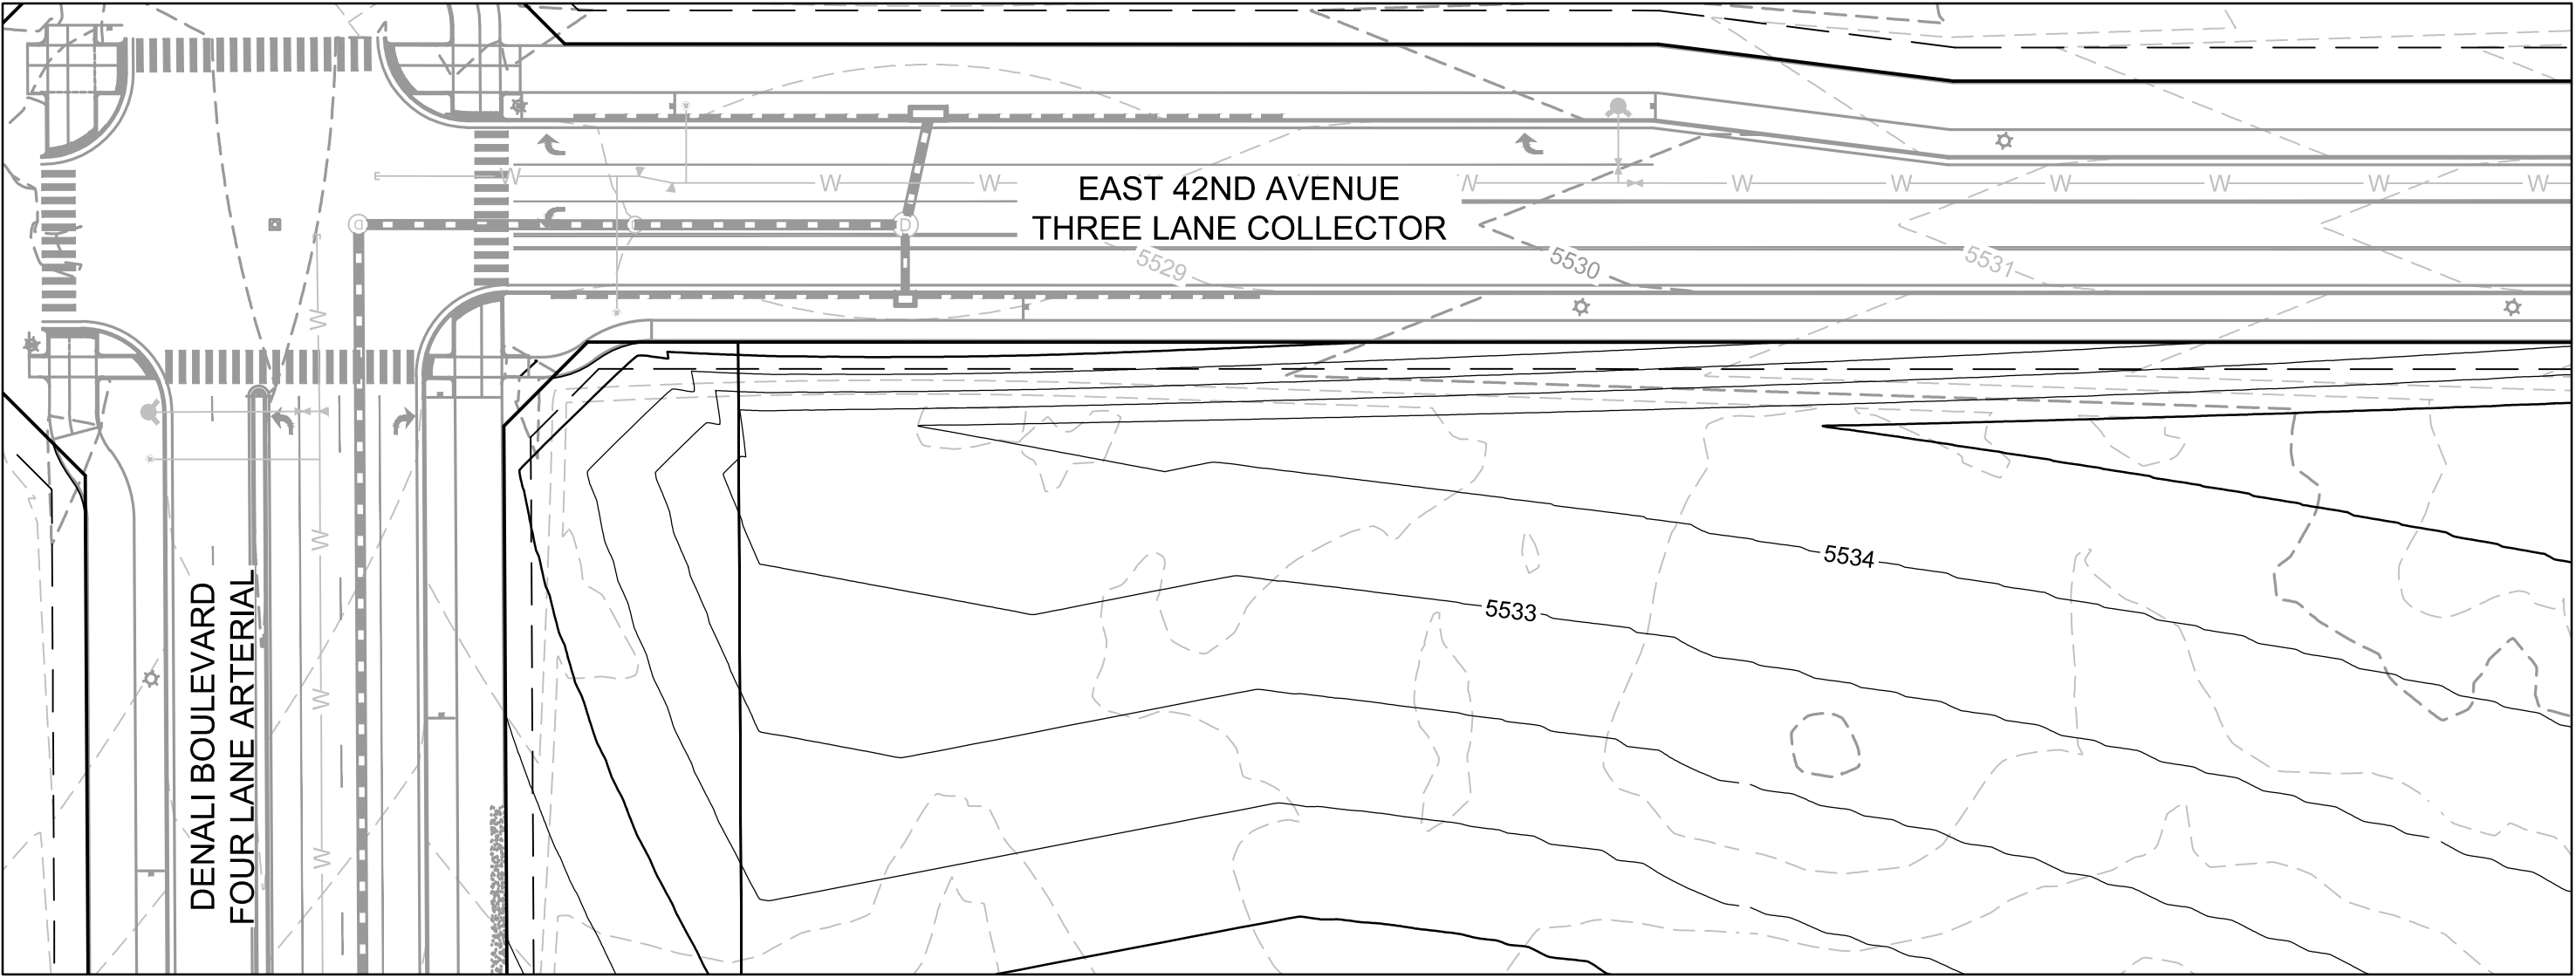 W
W
W
W
EAST 42ND AVENUE
THREE LANE COLLECTOR
W
W
W
W
W
W
D
D
5529
5530
5531
W
W
W
W
DENALI BOULEVARD
FOUR LANE ARTERIAL
5534
5533